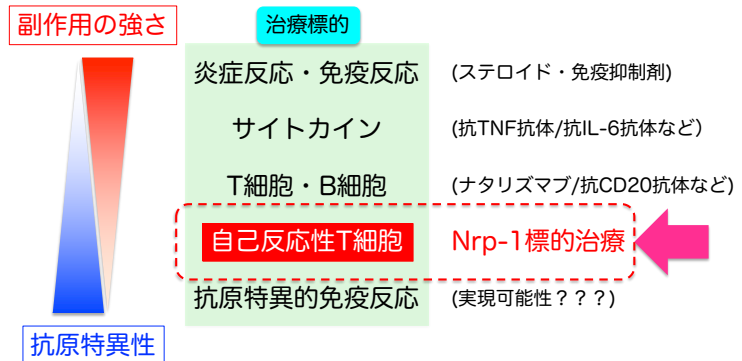 副作用の強さ
治療標的
炎症反応・免疫反応 (ステロイド・免疫抑制剤)
サイトカイン (抗TNF抗体/抗IL-6抗体など）
T細胞・B細胞 (ナタリズマブ/抗CD20抗体など)
自己反応性T細胞 Nrp-1標的治療
抗原特異的免疫反応 (実現可能性？？？)
抗原特異性